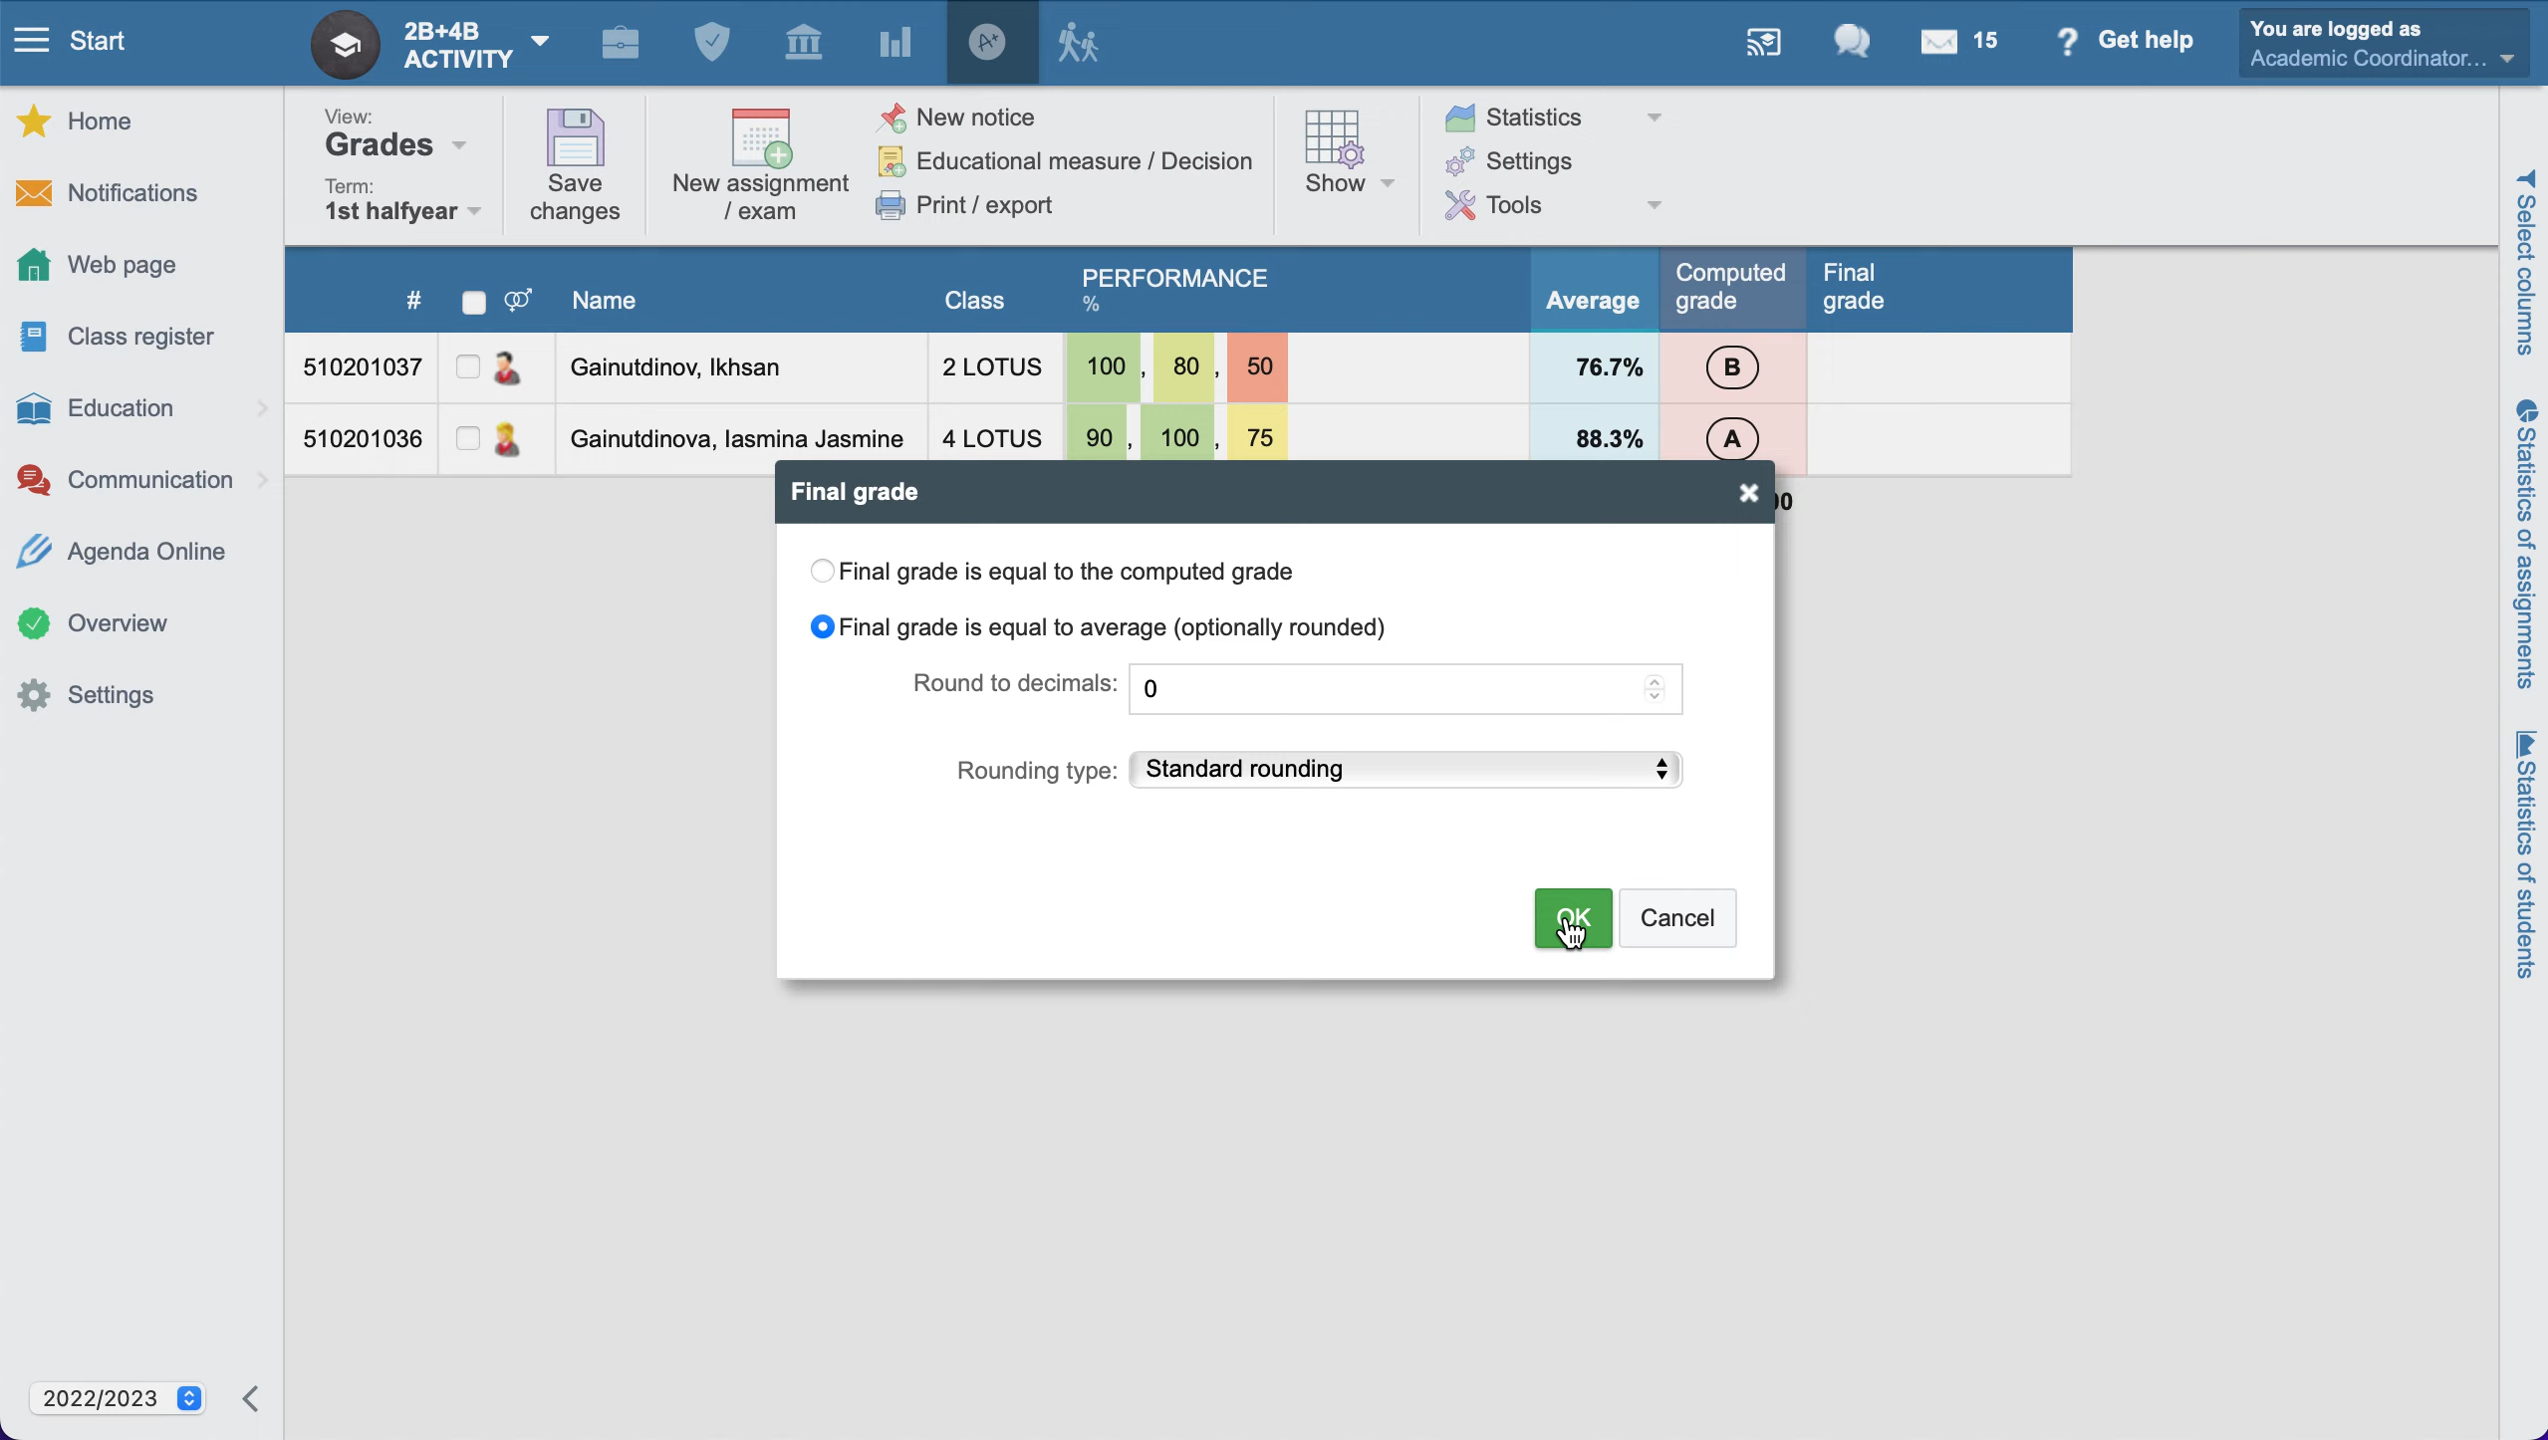 Start
2B+4B
ACTIVITY
A+
15
? Get help
You are logged as
Academic Coordinator...
Home
Notifications
Web page
Class register
Education
Communication
Agenda Online
Overview
Settings
2022/2023
View:
Grades
Term:
1st halfyear
Save
changes
New assignment
/ exam
New notice
Educational measure / Decision
Print / export
Show
Statistics
Settings
Tools
# Name Class PERFORMANCE % Average Computed grade Final grade
510201037 Gainutdinov, Ikhsan 2 LOTUS 100 , 80 , 50 76.7% B
510201036 Gainutdinova, Iasmina Jasmine 4 LOTUS 90 , 100 , 75 88.3% A
00
Final grade
Final grade is equal to the computed grade
Final grade is equal to average (optionally rounded)
Round to decimals: 0
Rounding type: Standard rounding
OK Cancel
Select columns
Statistics of assignments
Statistics of students